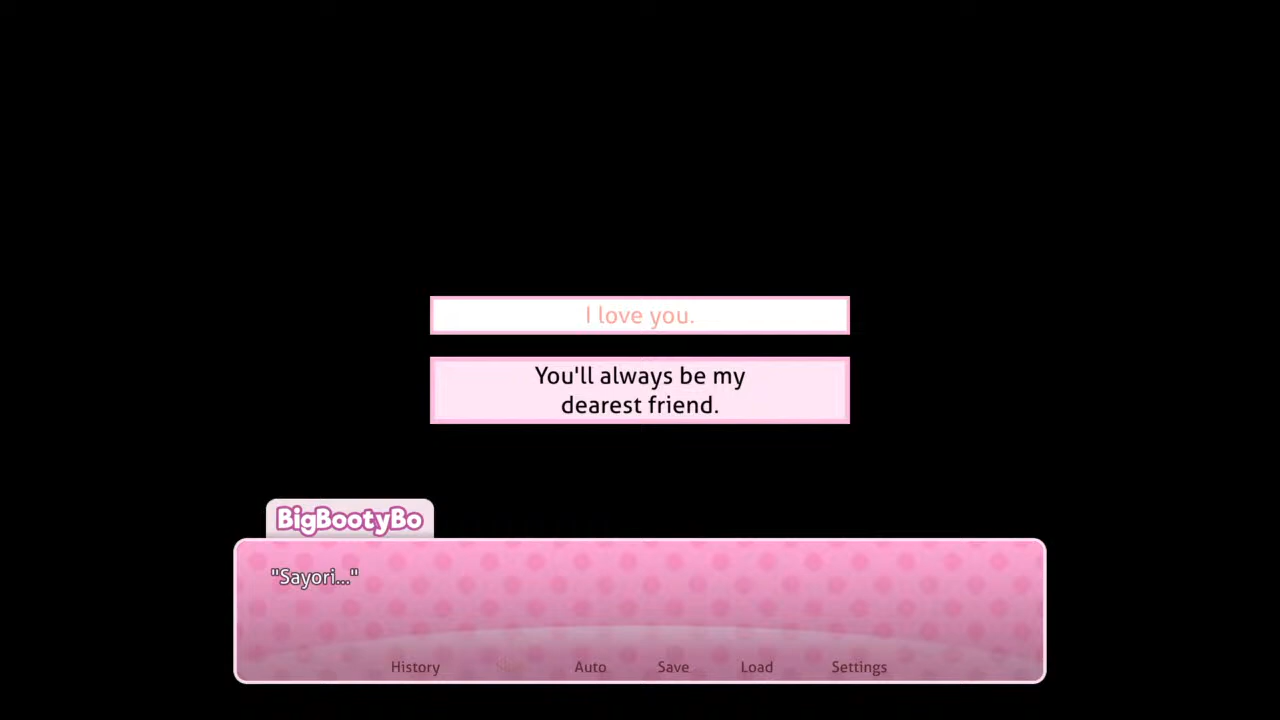 I love you.
You'll always be my
dearest friend.
BigBootyBo
"Sayori..."
History Auto Save Load Settings